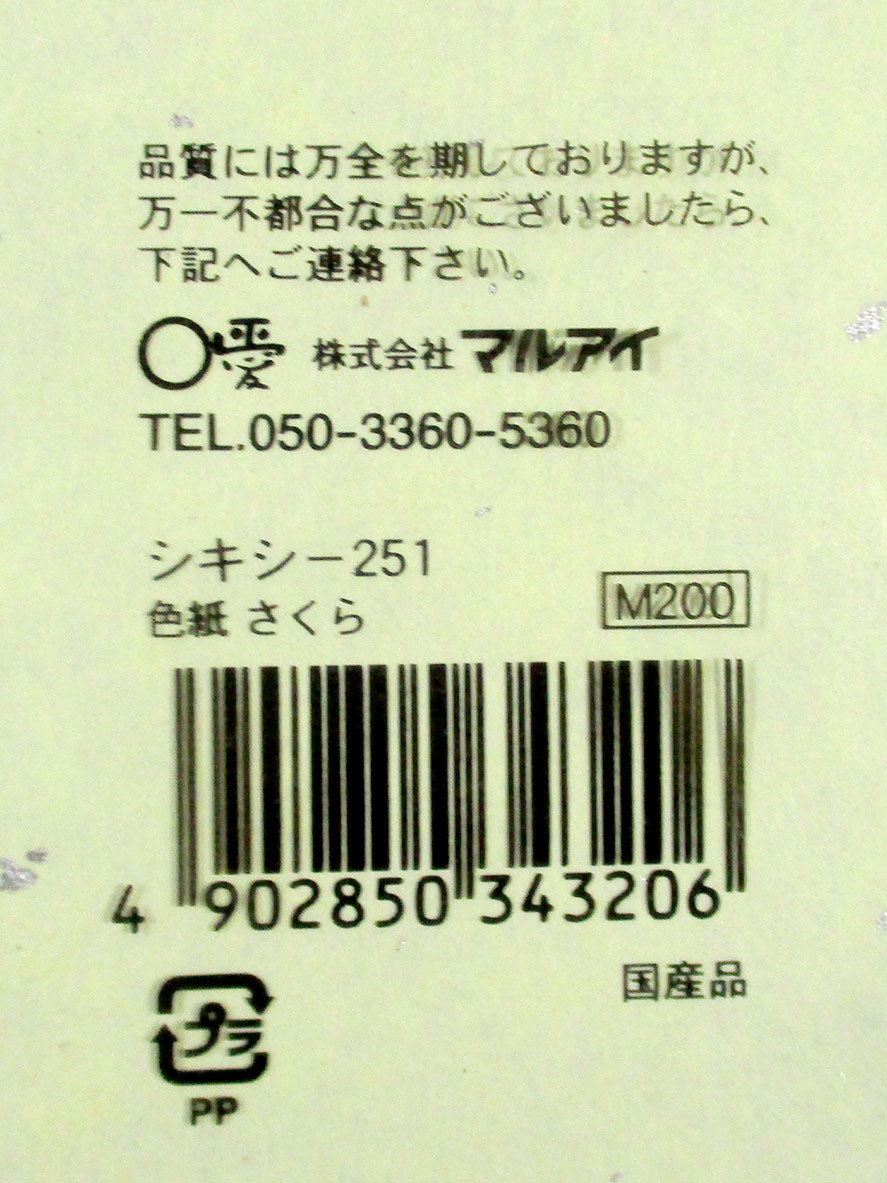 品質には万全を期しておりますが、
万一不都合な点がございましたら、
下記へご連絡下さい。
愛 株式会社マルアイ
TEL.050-3360-5360
シキシー251
色紙 さくら
M200
4 902850 343206
国産品
プラ
PP